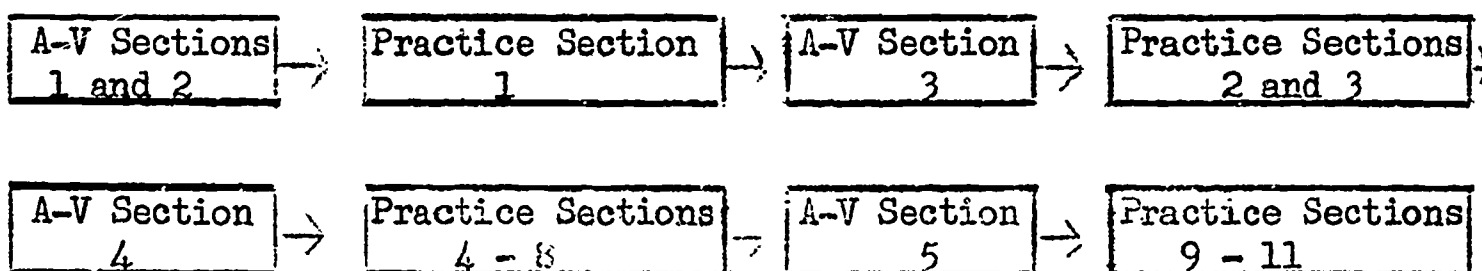 A-V Sections 1 and 2 → Practice Section 1 → A-V Section 3 → Practice Sections 2 and 3 →
A-V Section 4 → Practice Sections 4 - 8 → A-V Section 5 → Practice Sections 9 - 11